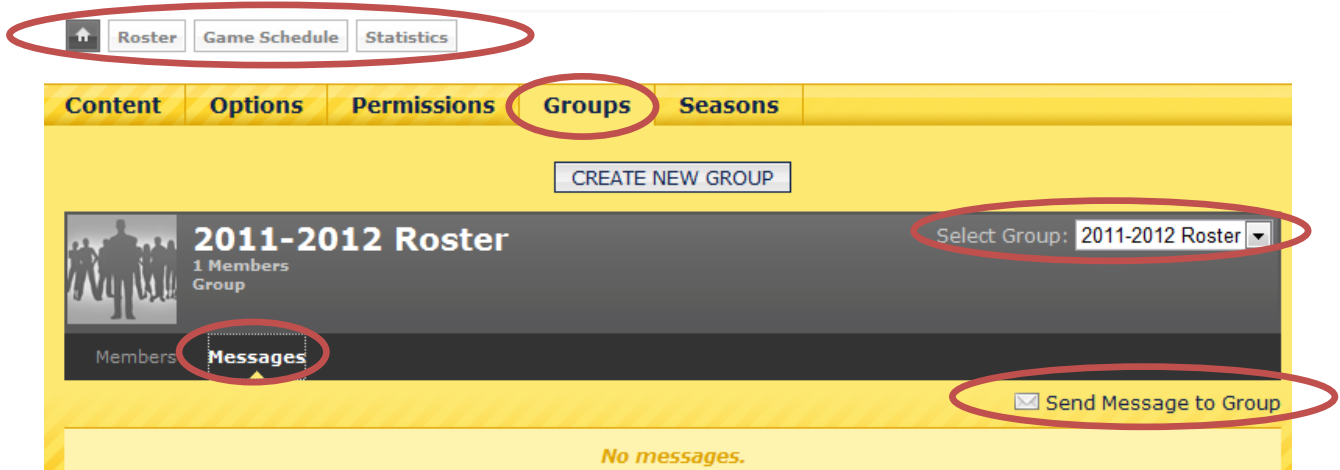 Roster Game Schedule Statistics
Content Options Permissions Groups Seasons
CREATE NEW GROUP
2011-2012 Roster
1 Members
Group
Select Group: 2011-2012 Roster
Members Messages
Send Message to Group
No messages.